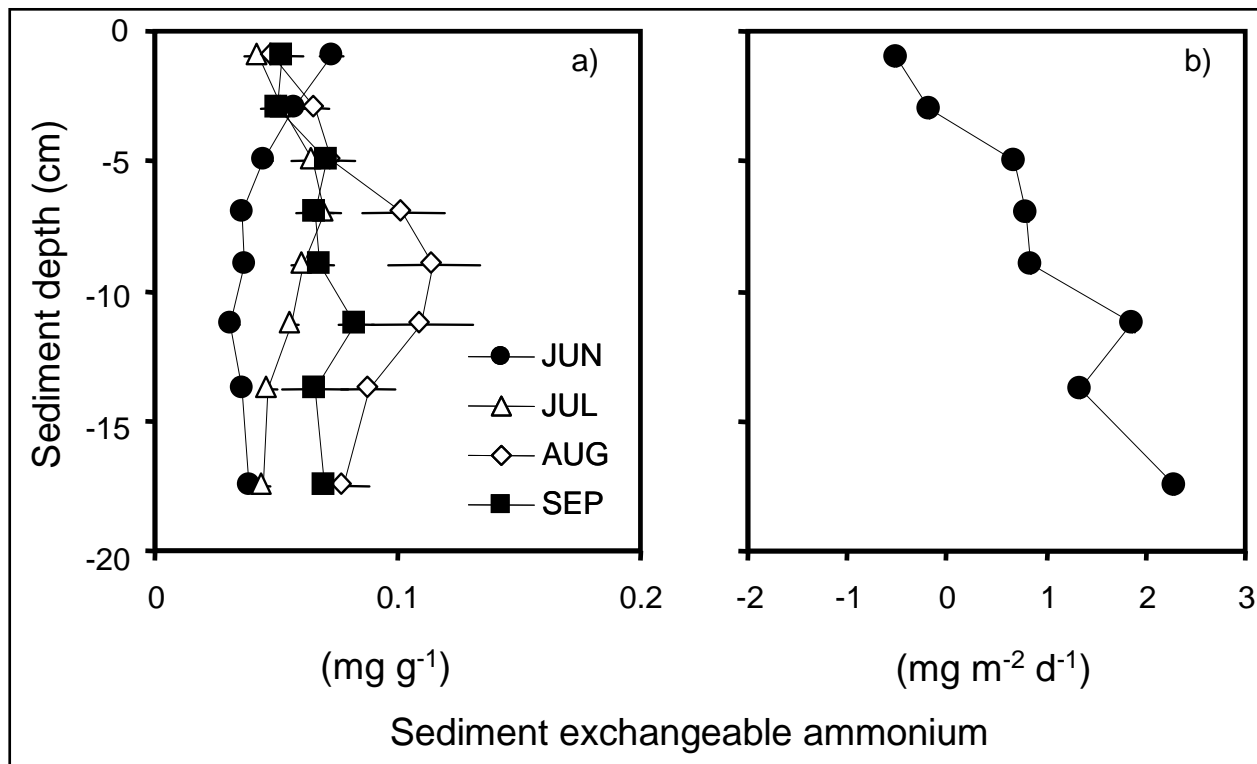 a)
b)
0
-5
-10
-15
-20
Sediment depth (cm)
JUN
JUL
AUG
SEP
0 0.1 0.2
-2 -1 0 1 2 3
(mg g⁻¹)
(mg m⁻² d⁻¹)
Sediment exchangeable ammonium